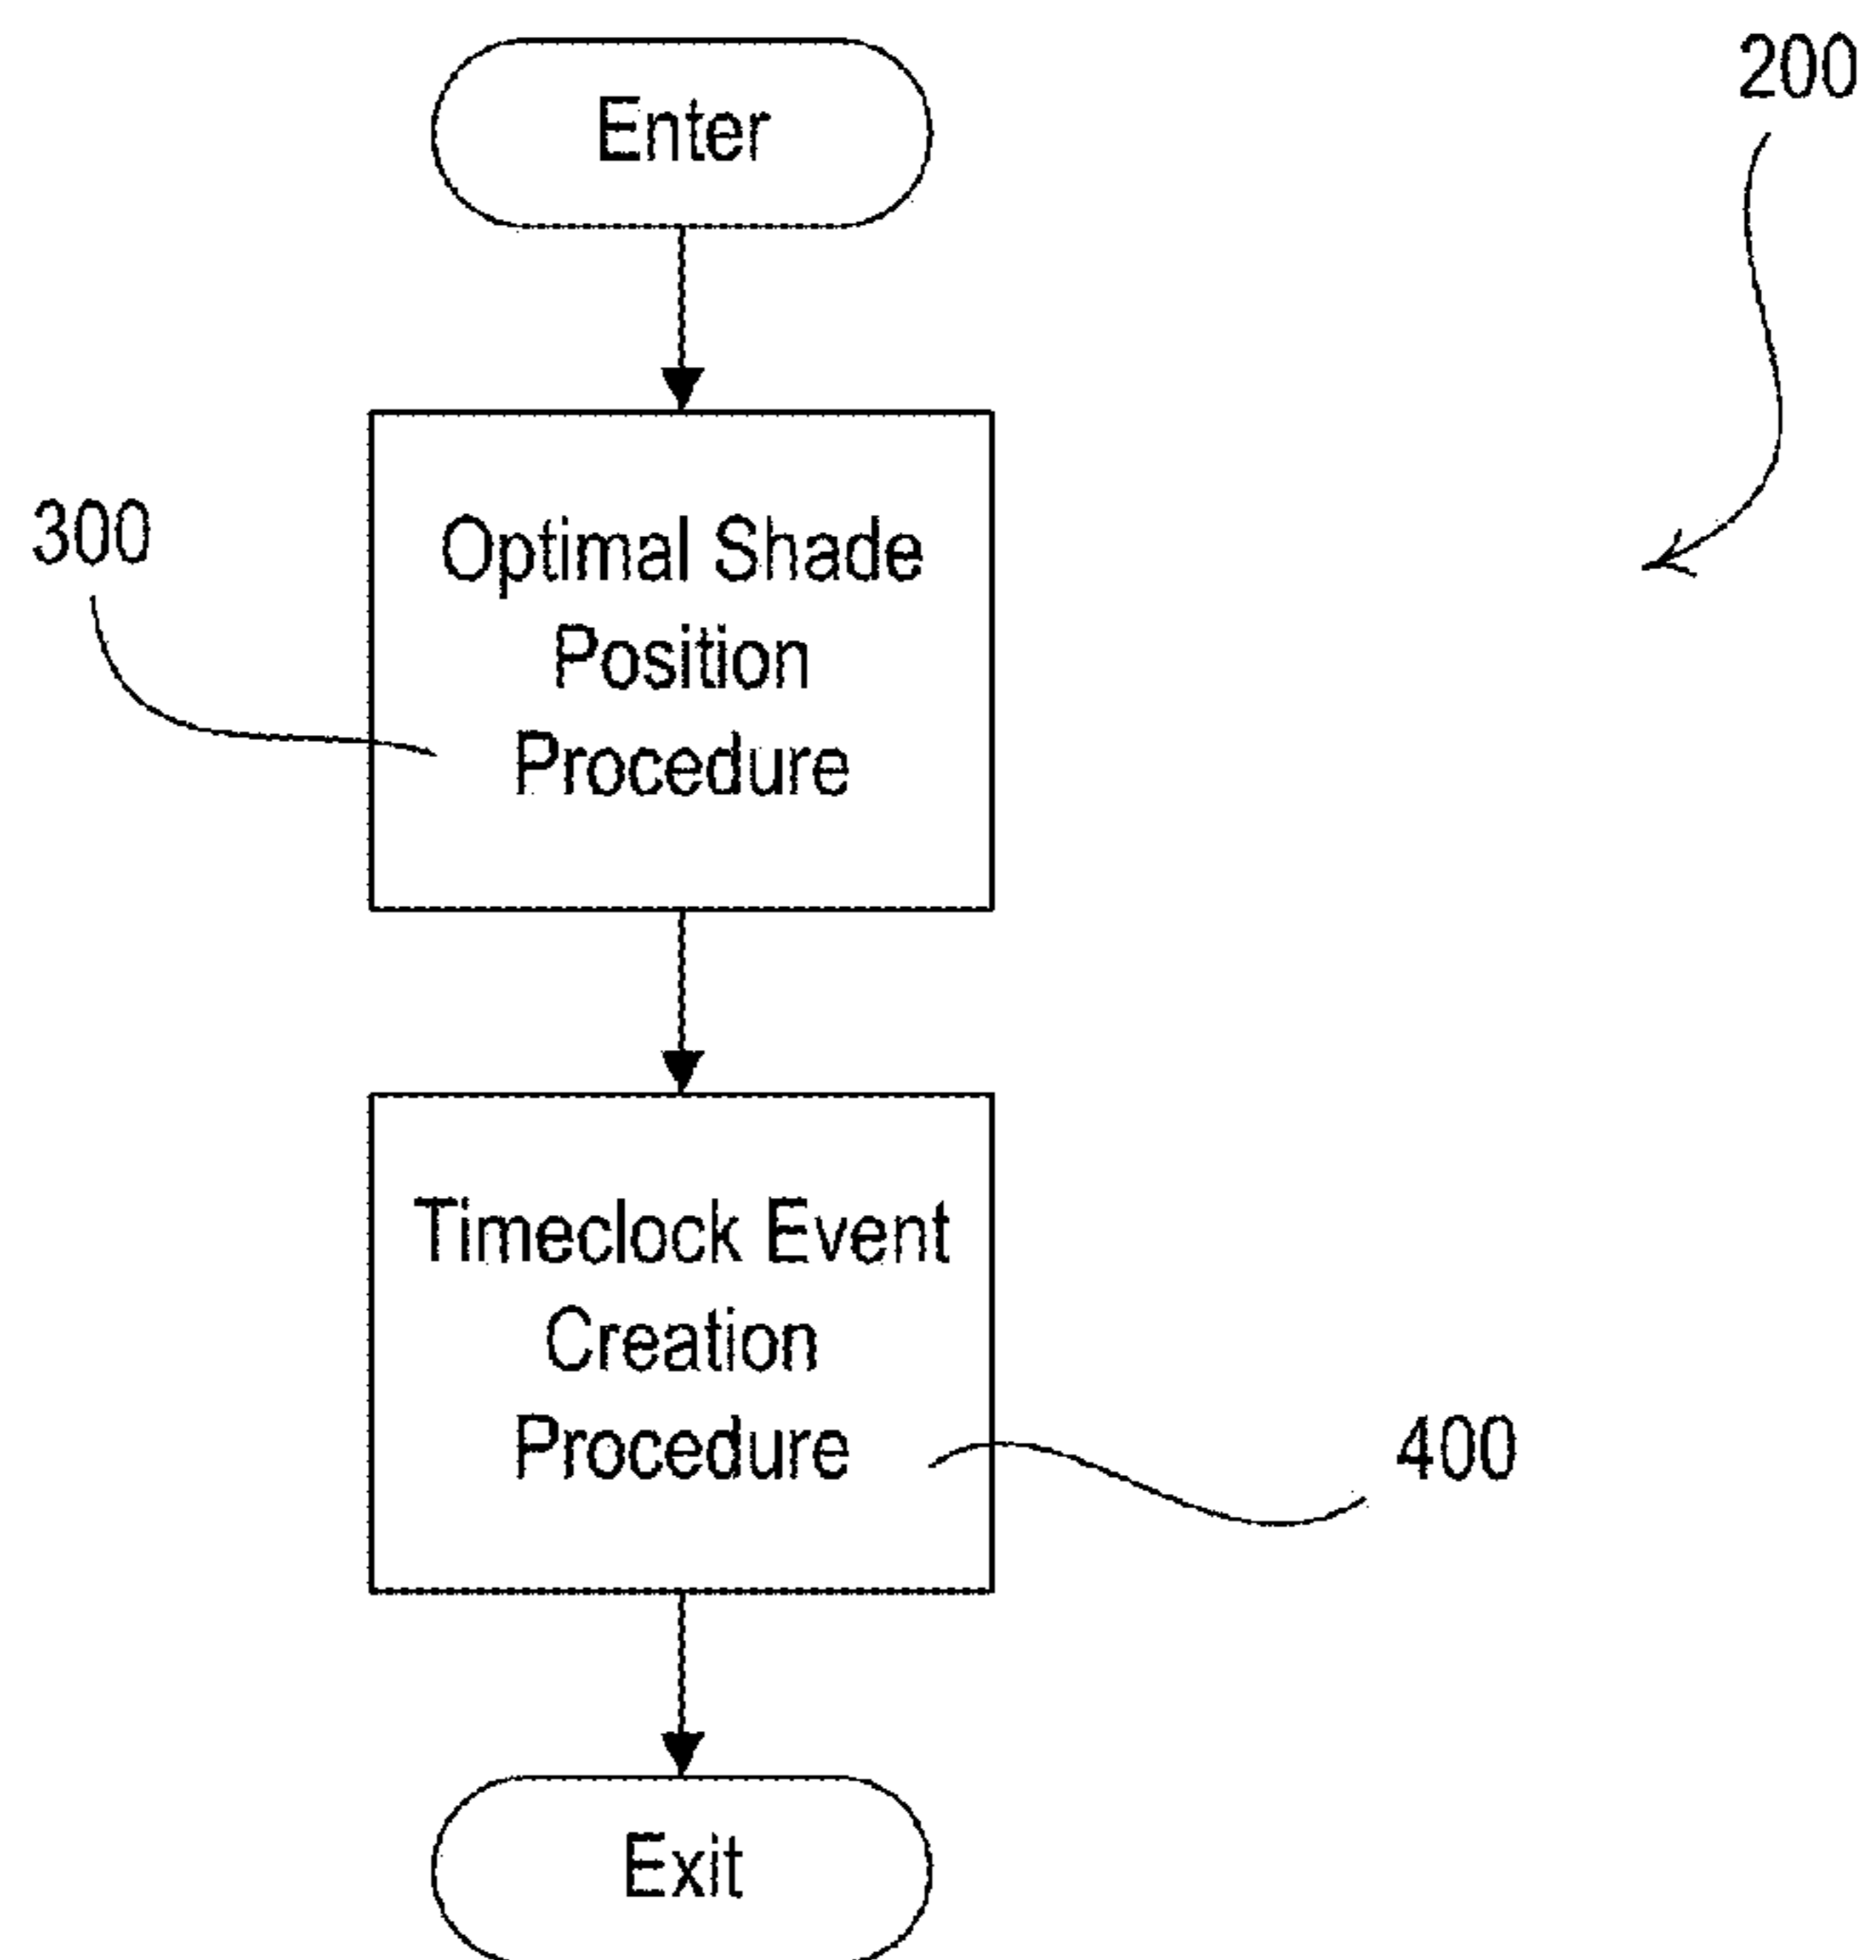 Enter
200
300
Optimal Shade
Position
Procedure
Timeclock Event
Creation
Procedure
400
Exit